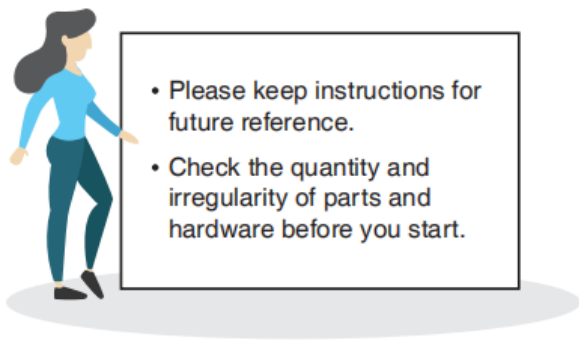 • Please keep instructions for
future reference.
• Check the quantity and
irregularity of parts and
hardware before you start.